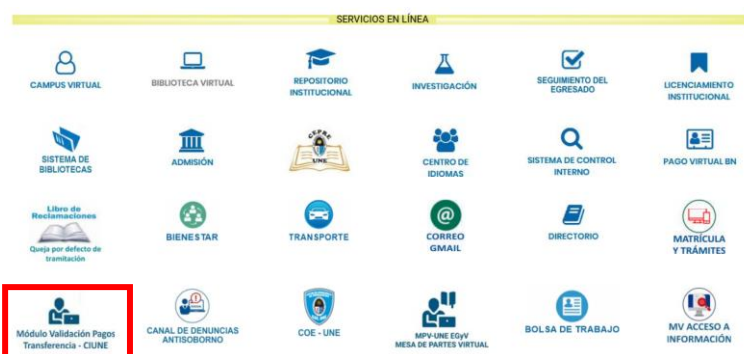 SERVICIOS EN LÍNEA
CAMPUS VIRTUAL
BIBLIOTECA VIRTUAL
REPOSITORIO
INSTITUCIONAL
INVESTIGACIÓN
SEGUIMIENTO DEL
EGRESADO
LICENCIAMIENTO
INSTITUCIONAL
SISTEMA DE
BIBLIOTECAS
ADMISIÓN
CEPRE
UNE
CENTRO DE
IDIOMAS
SISTEMA DE CONTROL
INTERNO
PAGO VIRTUAL BN
Libro de
Reclamaciones
Queja por defecto de
tramitación
BIENESTAR
TRANSPORTE
@
CORREO
GMAIL
DIRECTORIO
MATRÍCULA
Y TRÁMITES
Módulo Validación Pagos
Transferencia - CIUNE
CANAL DE DENUNCIAS
ANTISOBORNO
COE - UNE
MPV-UNE EGyV
MESA DE PARTES VIRTUAL
BOLSA DE TRABAJO
MV ACCESO A
INFORMACIÓN